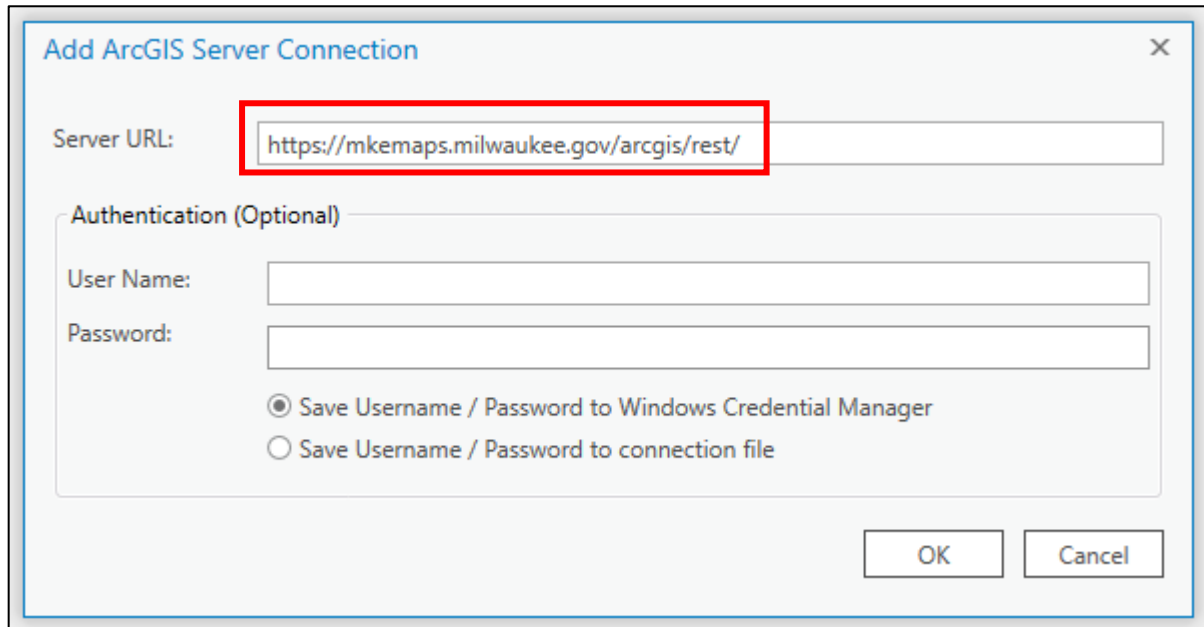 Add ArcGIS Server Connection
Server URL: https://mkemaps.milwaukee.gov/arcgis/rest/
Authentication (Optional)
User Name:
Password:
Save Username / Password to Windows Credential Manager
Save Username / Password to connection file
OK Cancel